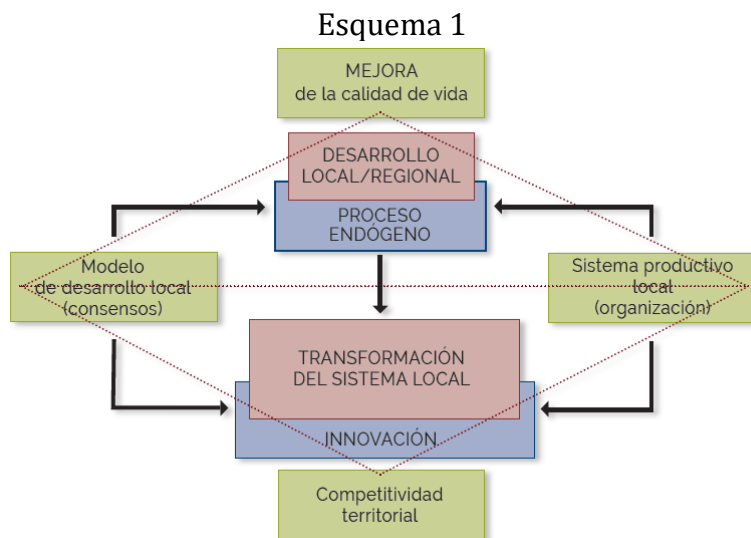 Esquema 1
MEJORA
de la calidad de vida
DESARROLLO
LOCAL/REGIONAL
PROCESO
ENDÓGENO
Modelo
de desarrollo local
(consensos)
Sistema productivo
local
(organización)
TRANSFORMACIÓN
DEL SISTEMA LOCAL
INNOVACIÓN
Competitividad
territorial